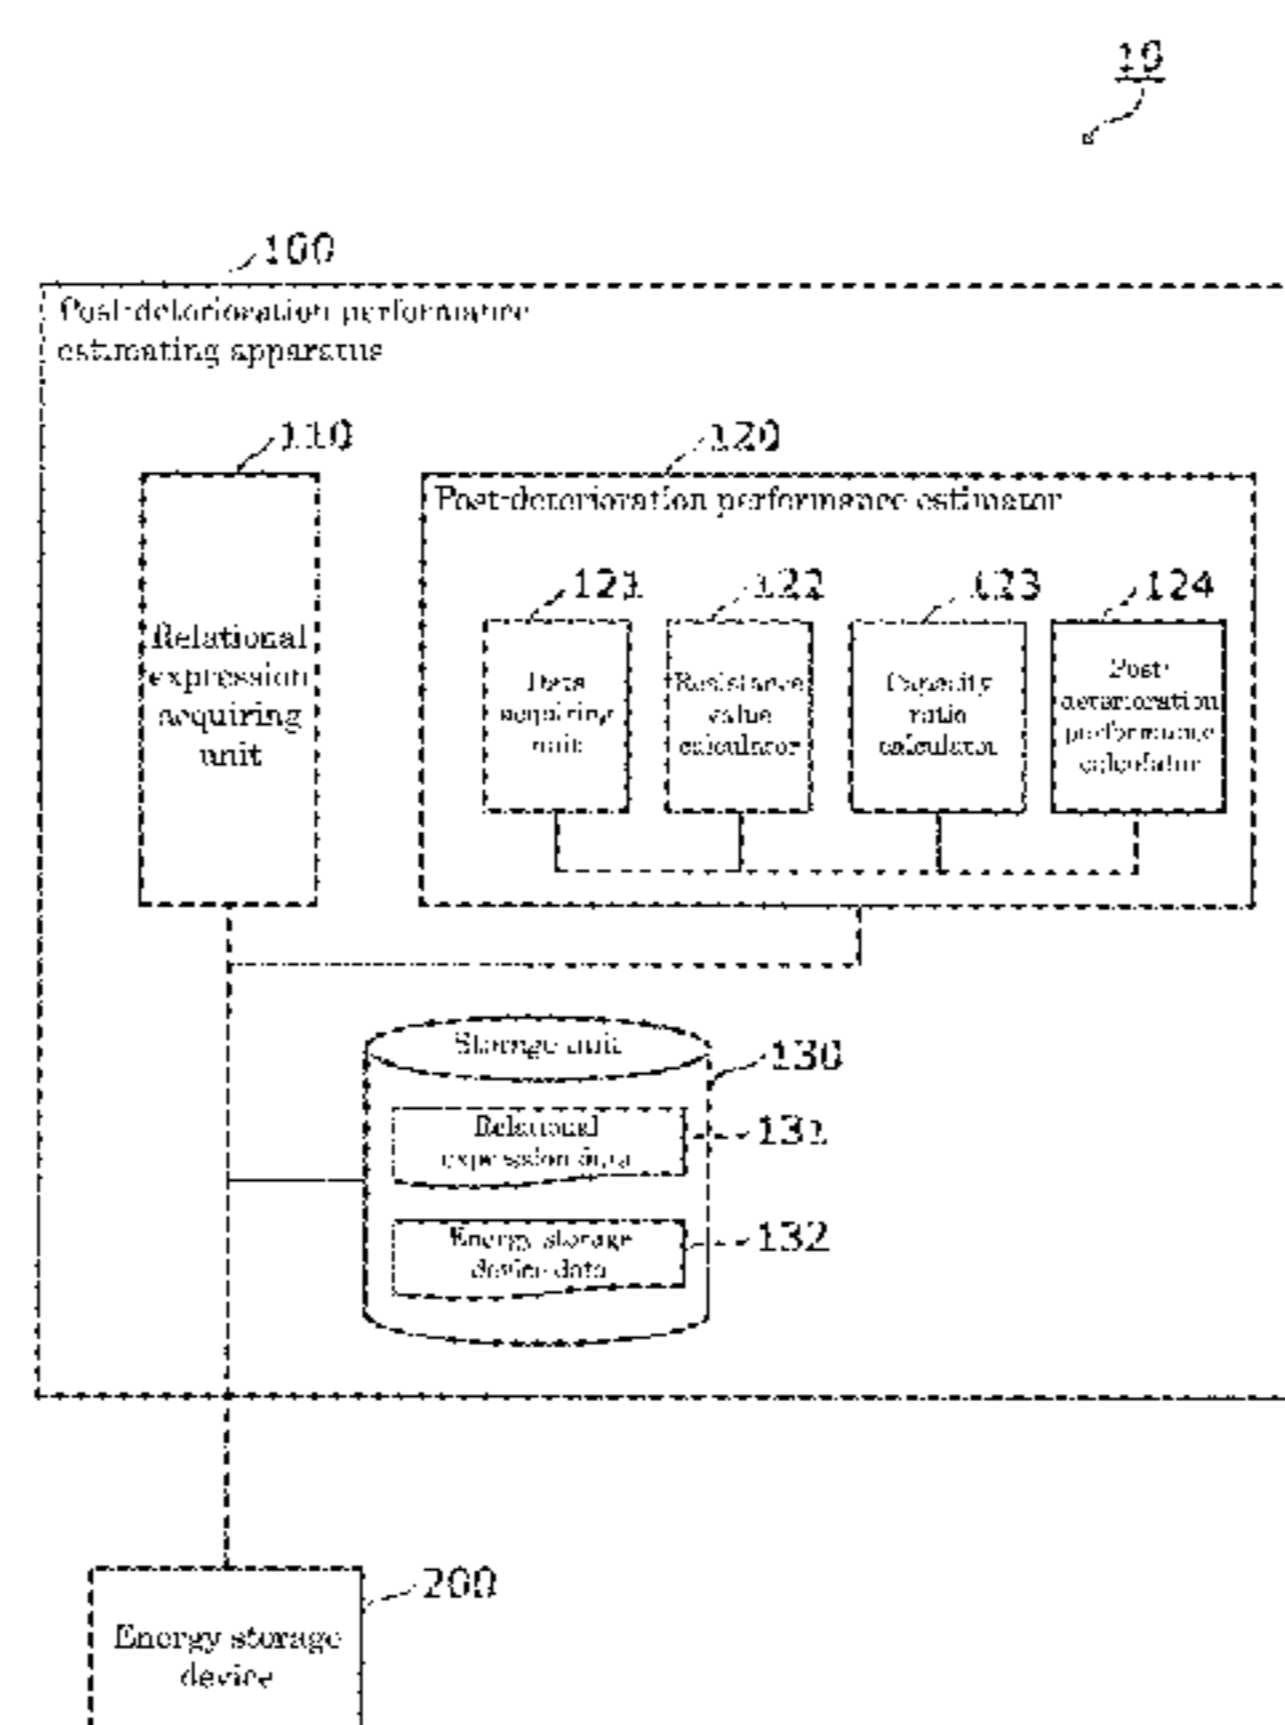 10
100
Post-deterioration performance
estimating apparatus
110
120
Relational
expression
acquiring
unit
Post-deterioration performance estimator
121
122
123
124
Data
acquiring
unit
Resistance
value
calculator
Capacity
ratio
calculator
Post-
deterioration
performance
calculator
Storage unit
130
Relational
expression data
131
Energy storage
device data
132
200
Energy storage
device